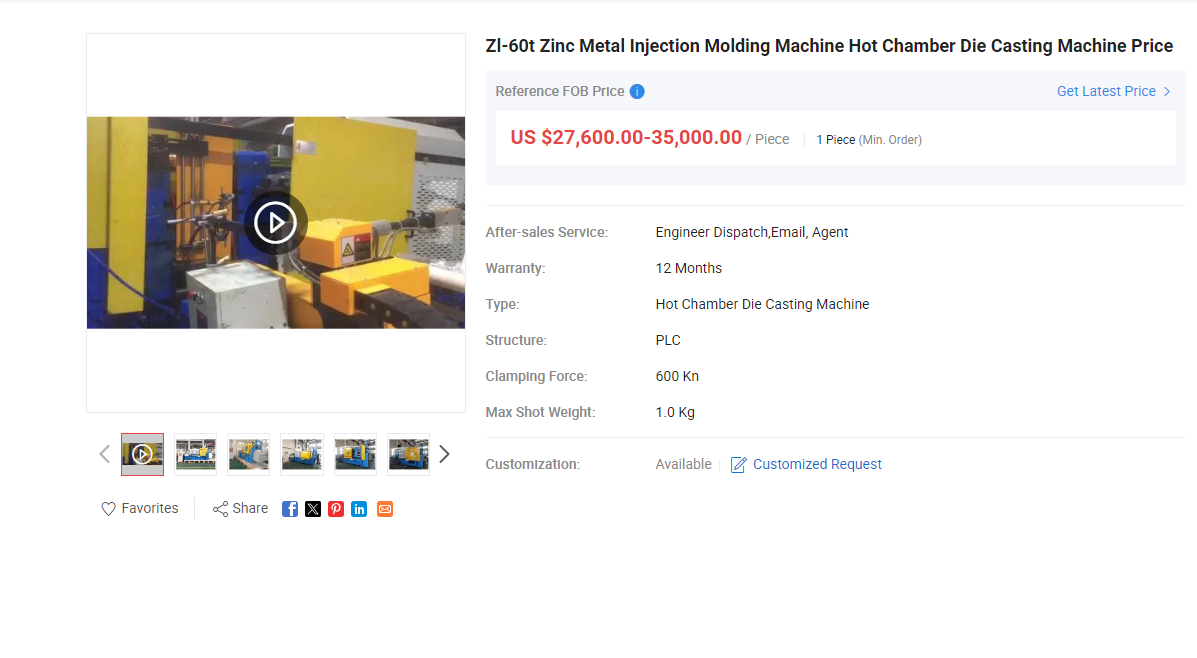 Zl-60t Zinc Metal Injection Molding Machine Hot Chamber Die Casting Machine Price
Reference FOB Price
Get Latest Price
US $27,600.00-35,000.00 / Piece 1 Piece (Min. Order)
After-sales Service: Engineer Dispatch,Email, Agent
Warranty: 12 Months
Type: Hot Chamber Die Casting Machine
Structure: PLC
Clamping Force: 600 Kn
Max Shot Weight: 1.0 Kg
Customization: Available Customized Request
Favorites Share